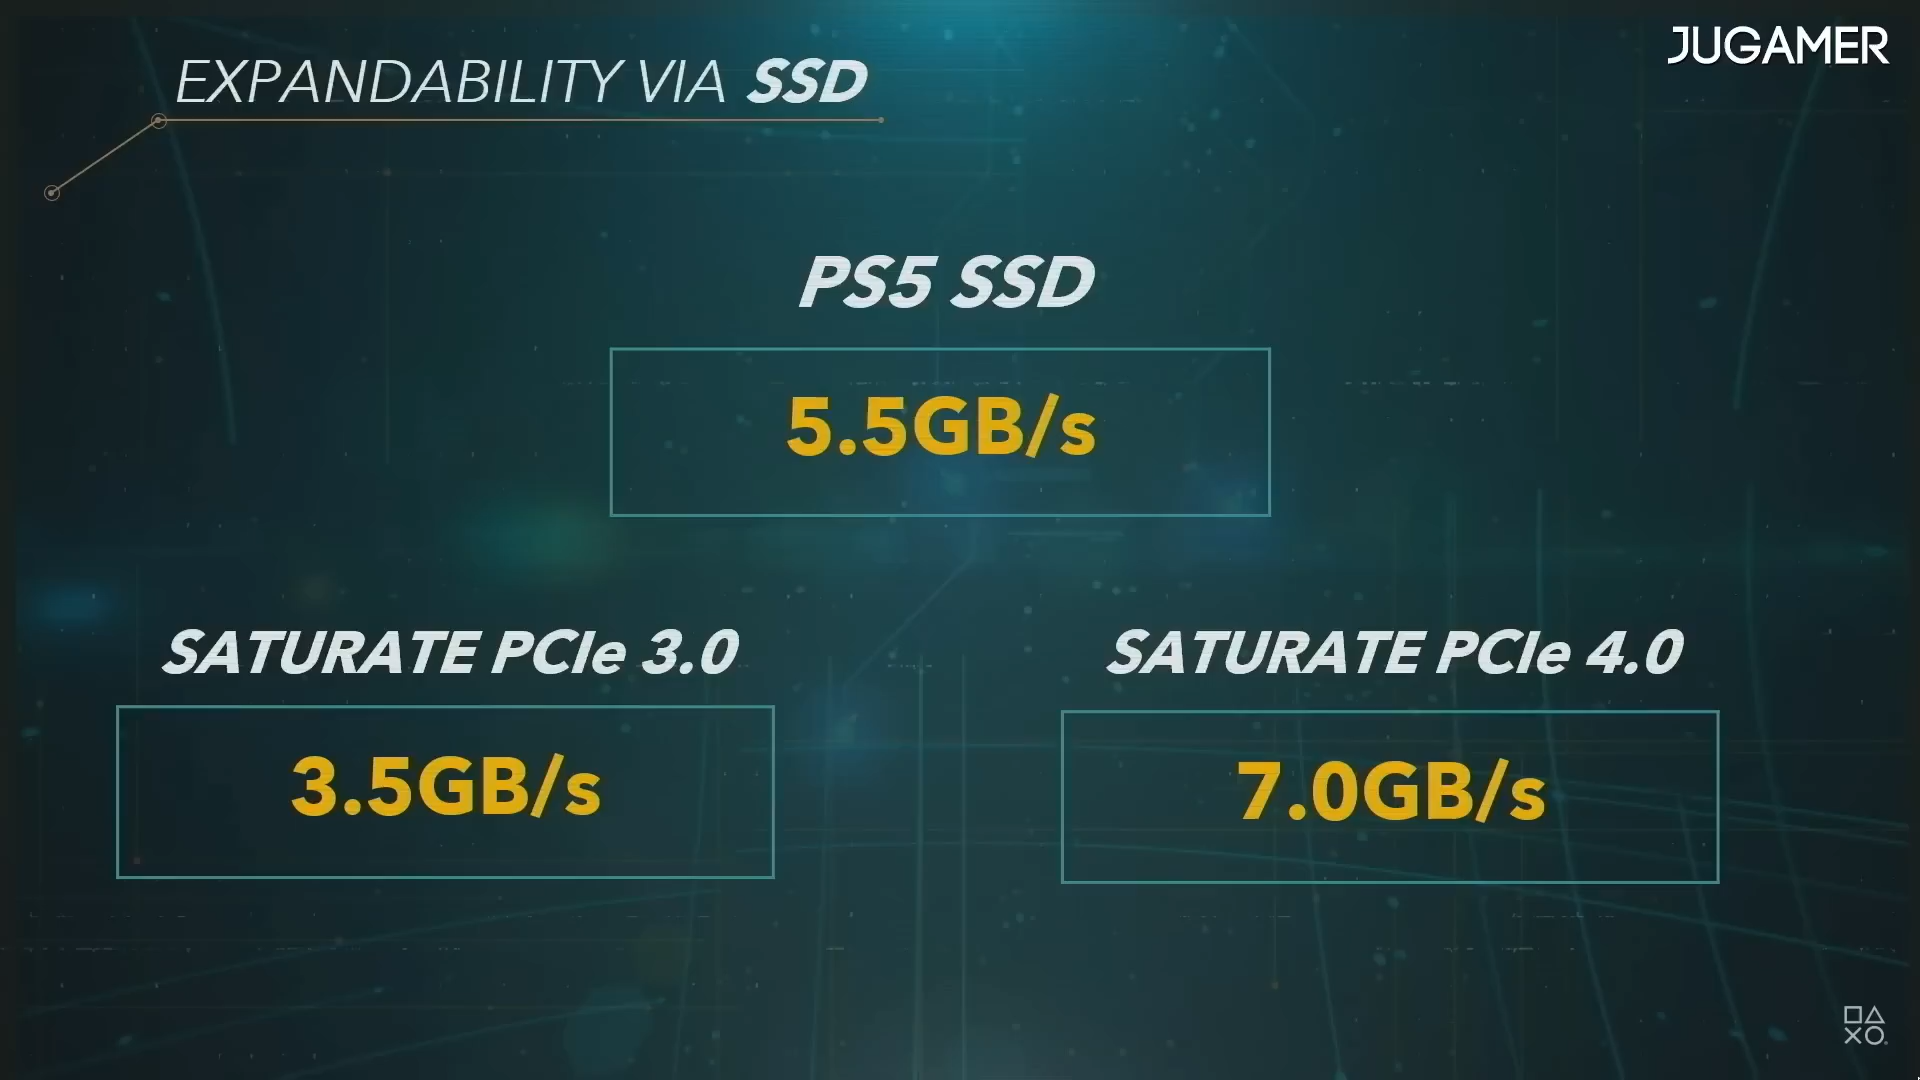 JUGAMER
EXPANDABILITY VIA SSD
PS5 SSD
5.5GB/s
SATURATE PCIe 3.0
SATURATE PCIe 4.0
3.5GB/s
7.0GB/s